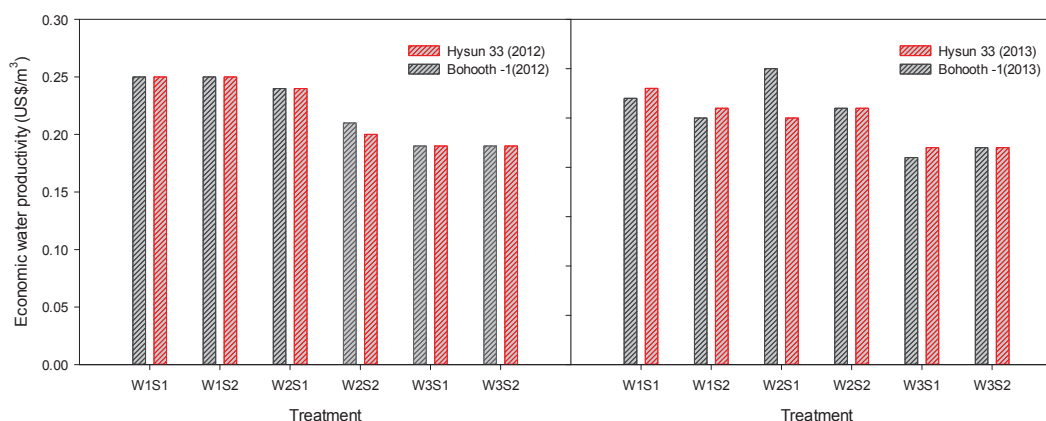 Economic water productivity (US$/m³)
0.30
0.25
0.20
0.15
0.10
0.05
0.00
Hysun 33 (2012)
Bohooth -1(2012)
W1S1 W1S2 W2S1 W2S2 W3S1 W3S2
Treatment
Hysun 33 (2013)
Bohooth -1(2013)
W1S1 W1S2 W2S1 W2S2 W3S1 W3S2
Treatment